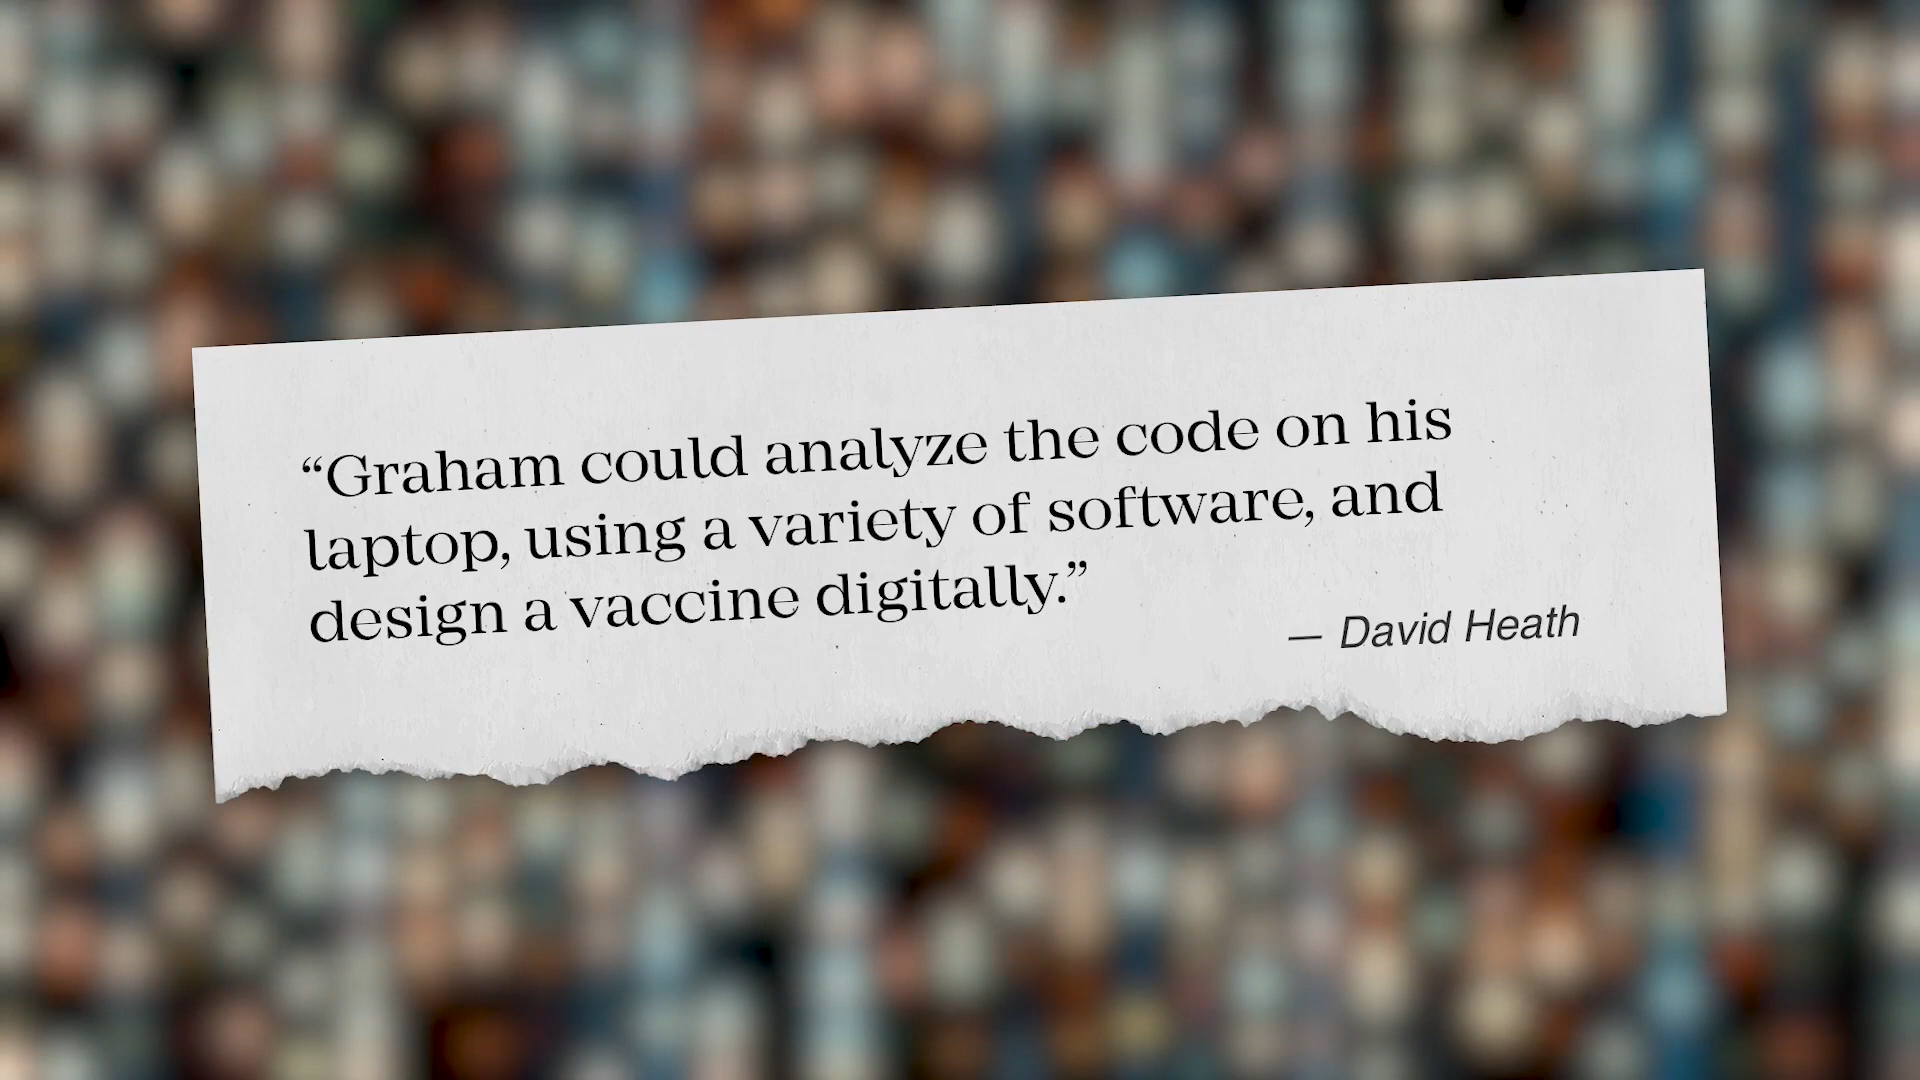 “Graham could analyze the code on his
laptop, using a variety of software, and
design a vaccine digitally.”
— David Heath